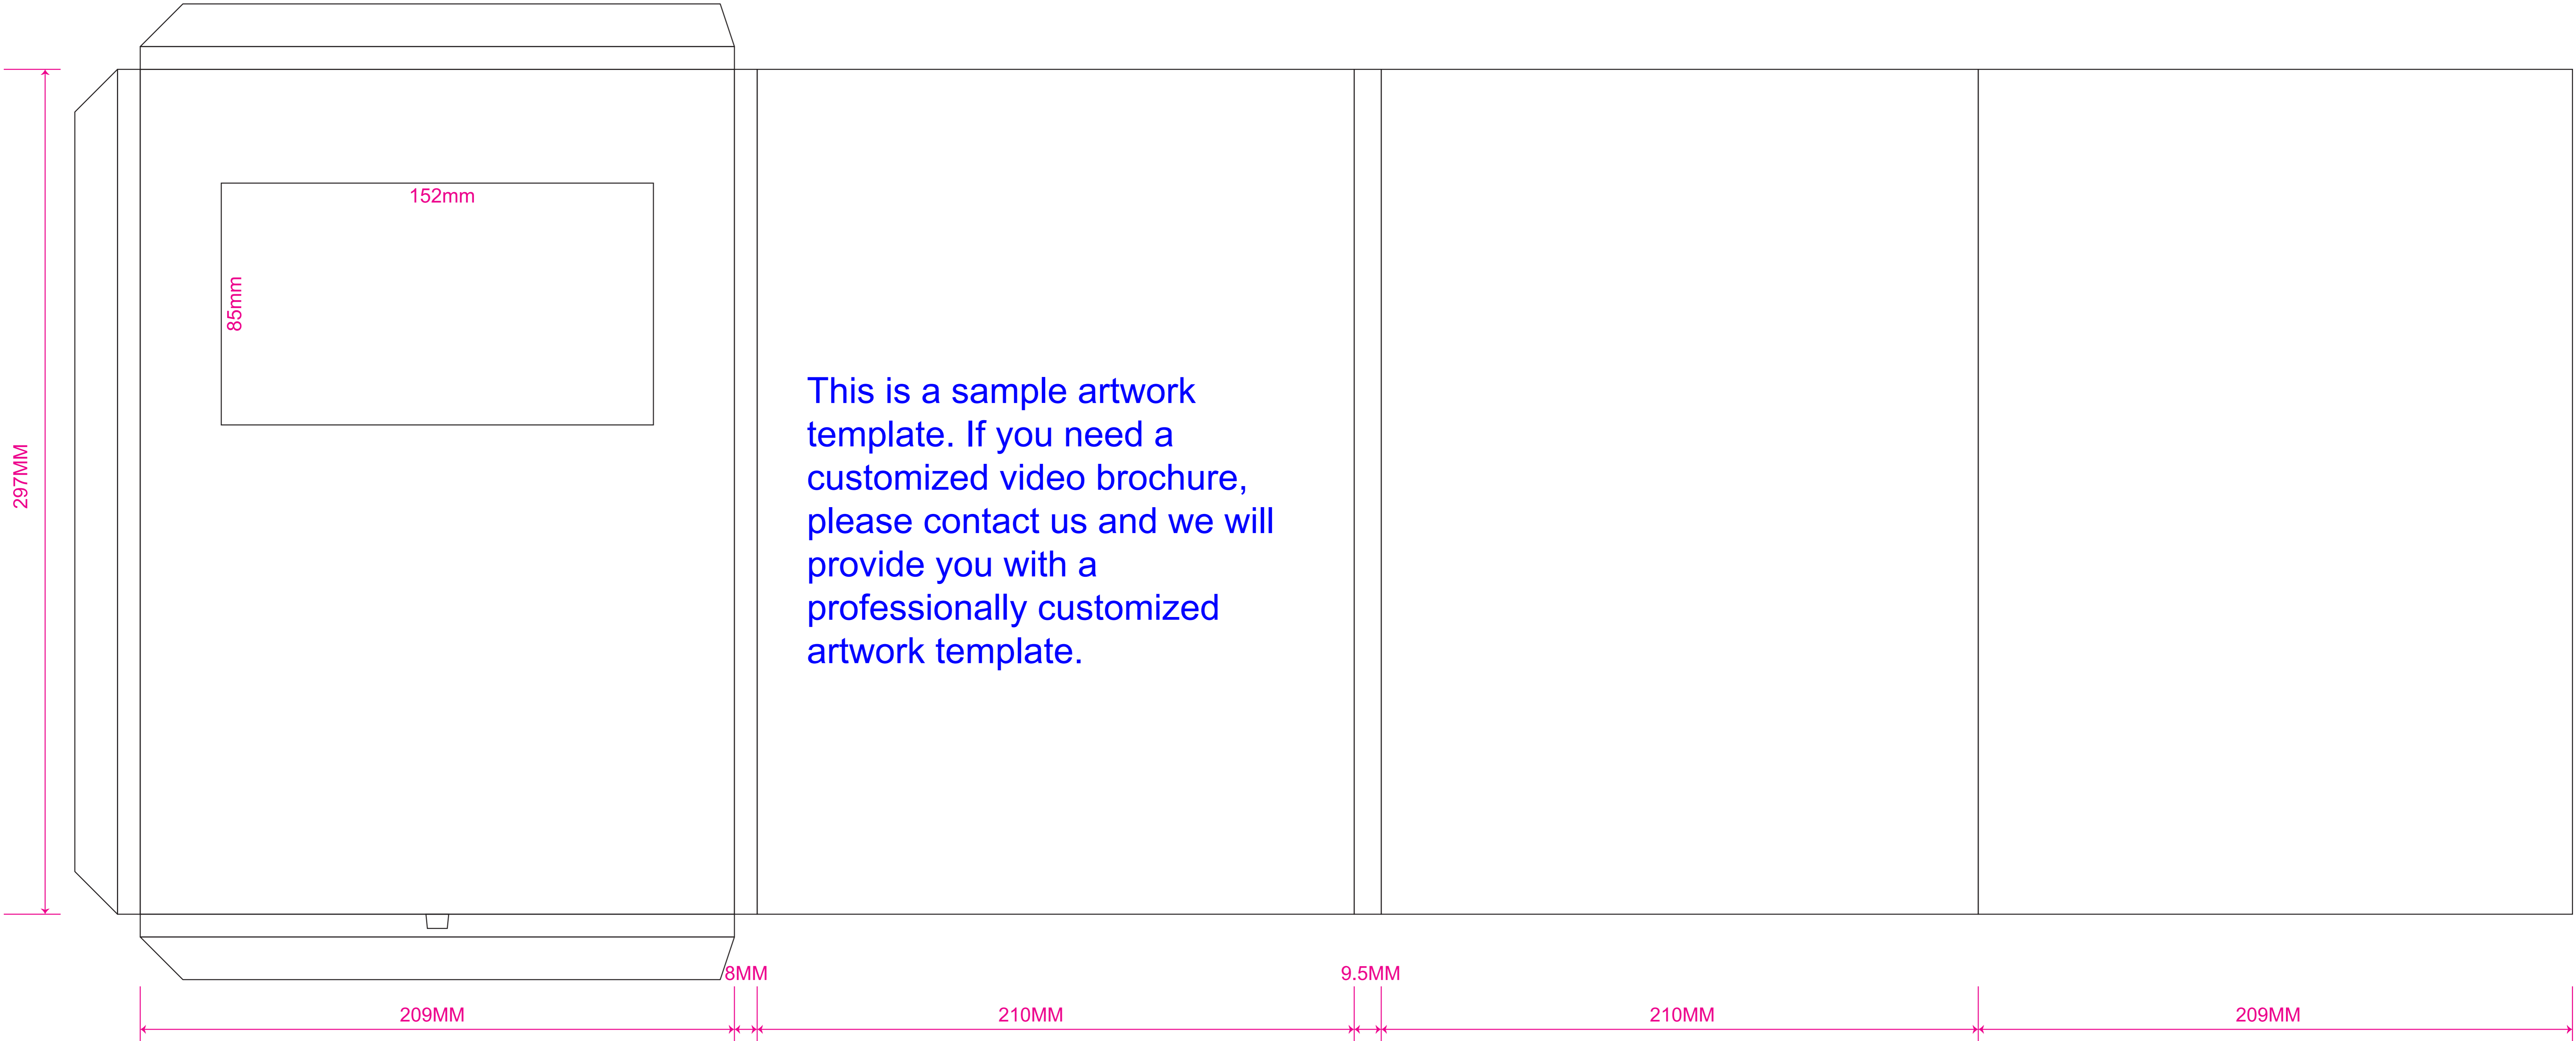 152mm
85mm
297MM
This is a sample artwork
template. If you need a
customized video brochure,
please contact us and we will
provide you with a
professionally customized
artwork template.
8MM
9.5MM
209MM
210MM
210MM
209MM